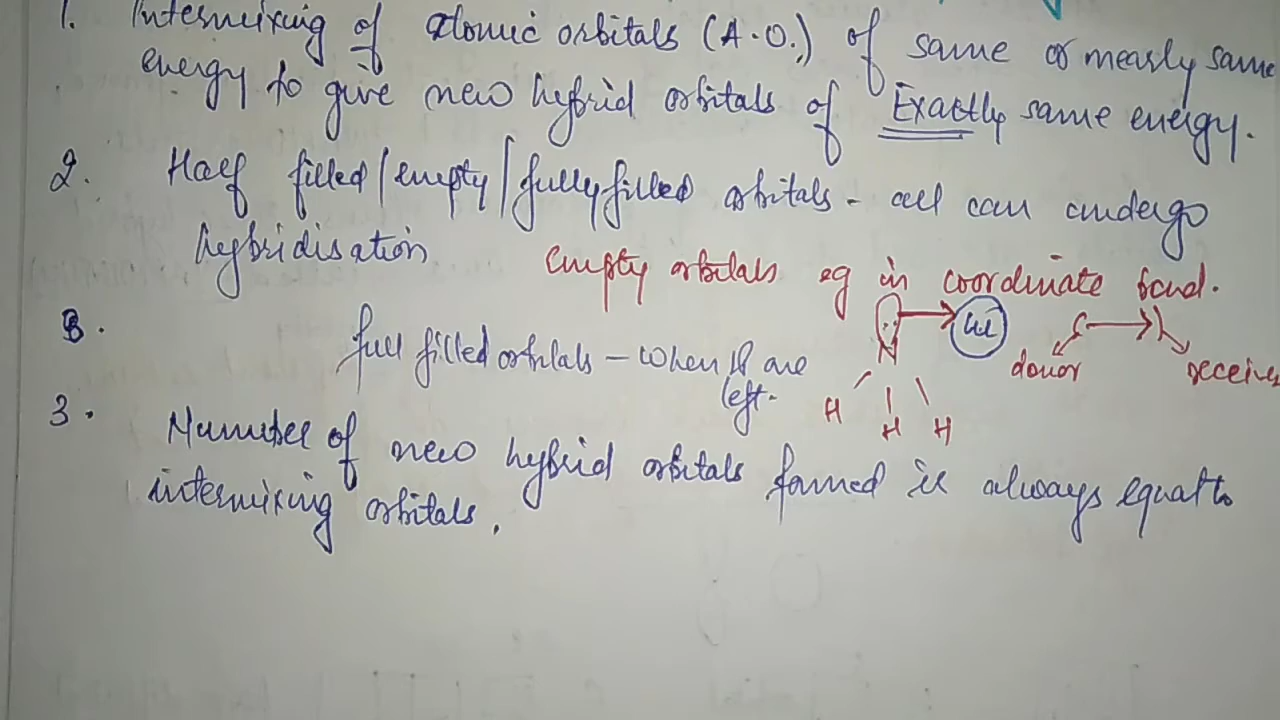 1. Intermixing of atomic orbitals (A.O.) of same or nearly same
energy to give new hybrid orbitals of Exactly same energy.
2. Half filled/empty/fully filled orbitals - all can undergo
hybridisation
empty orbitals eg in coordinate bond.
donor
N
H H H
3.
full filled orbitals - when lp are
left.
3. Number of new hybrid orbitals formed is always equal to
intermixing orbitals.